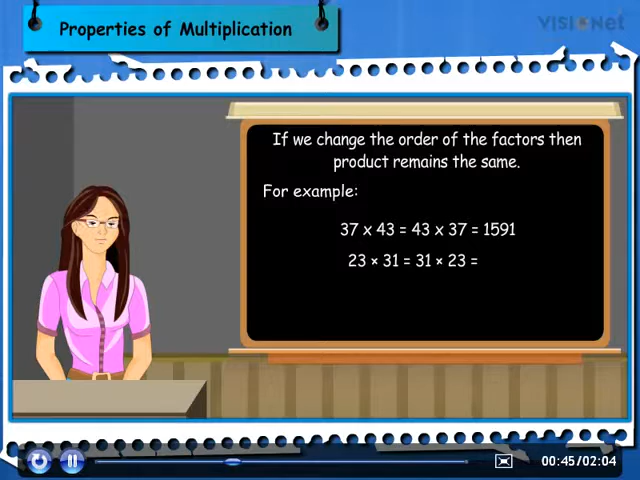 Properties of Multiplication
VISIONet
If we change the order of the factors then
product remains the same.
For example:
37 x 43 = 43 x 37 = 1591
23 × 31 = 31 × 23 =
00:45/02:04